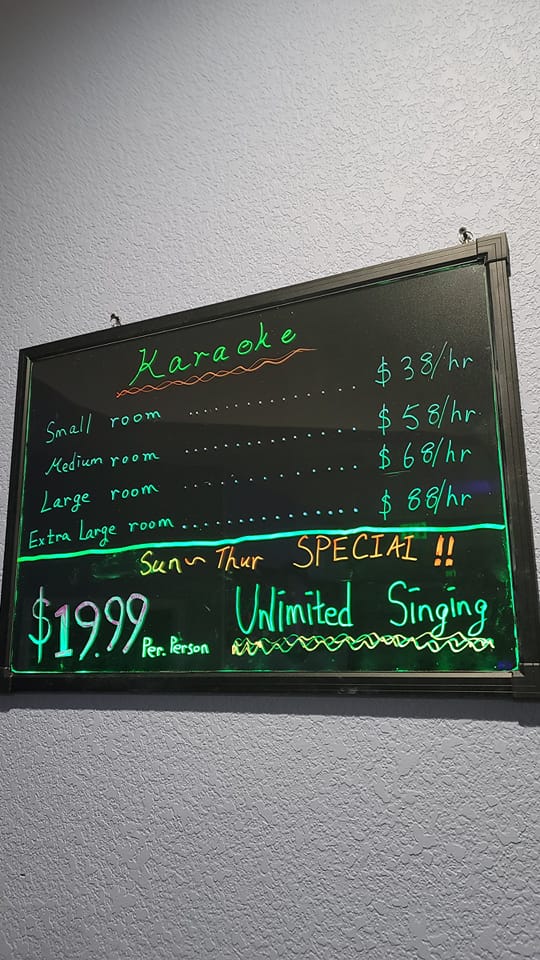 Karaoke
Small room .................. $38/hr
Medium room .................. $58/hr
Large room .................. $68/hr
Extra Large room .................. $88/hr
Sun~Thur SPECIAL !!
$19.99 Per. Person Unlimited Singing